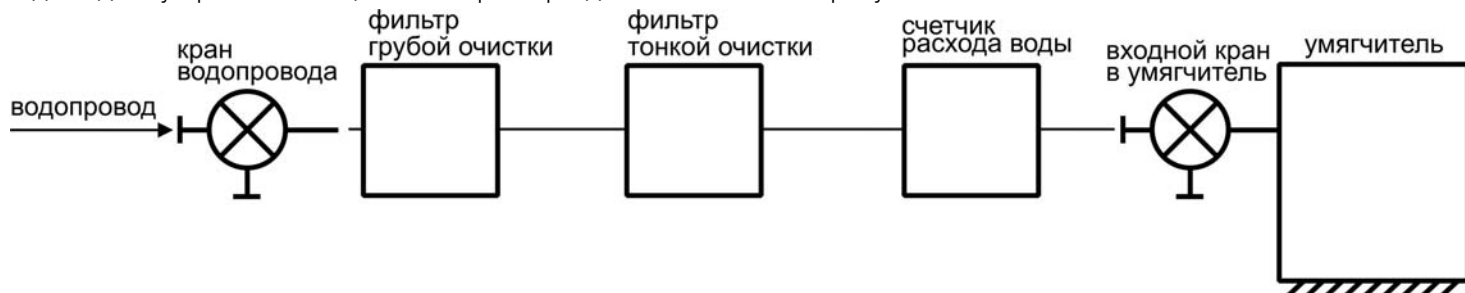 фильтр
грубой очистки
фильтр
тонкой очистки
счетчик
расхода воды
кран
водопровода
входной кран
в умягчитель
умягчитель
водопровод